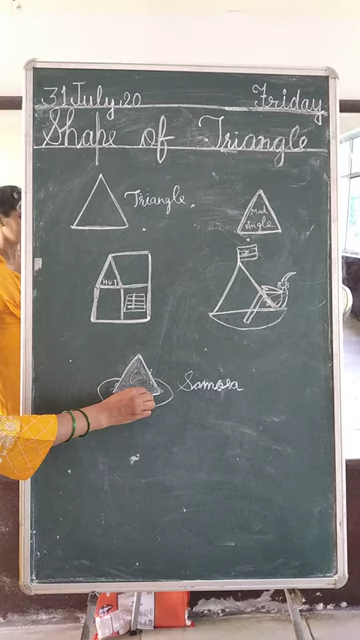 31 July 20 Friday
Shape of Triangle
Triangle.
Mad
Angle
HUT
Samosa